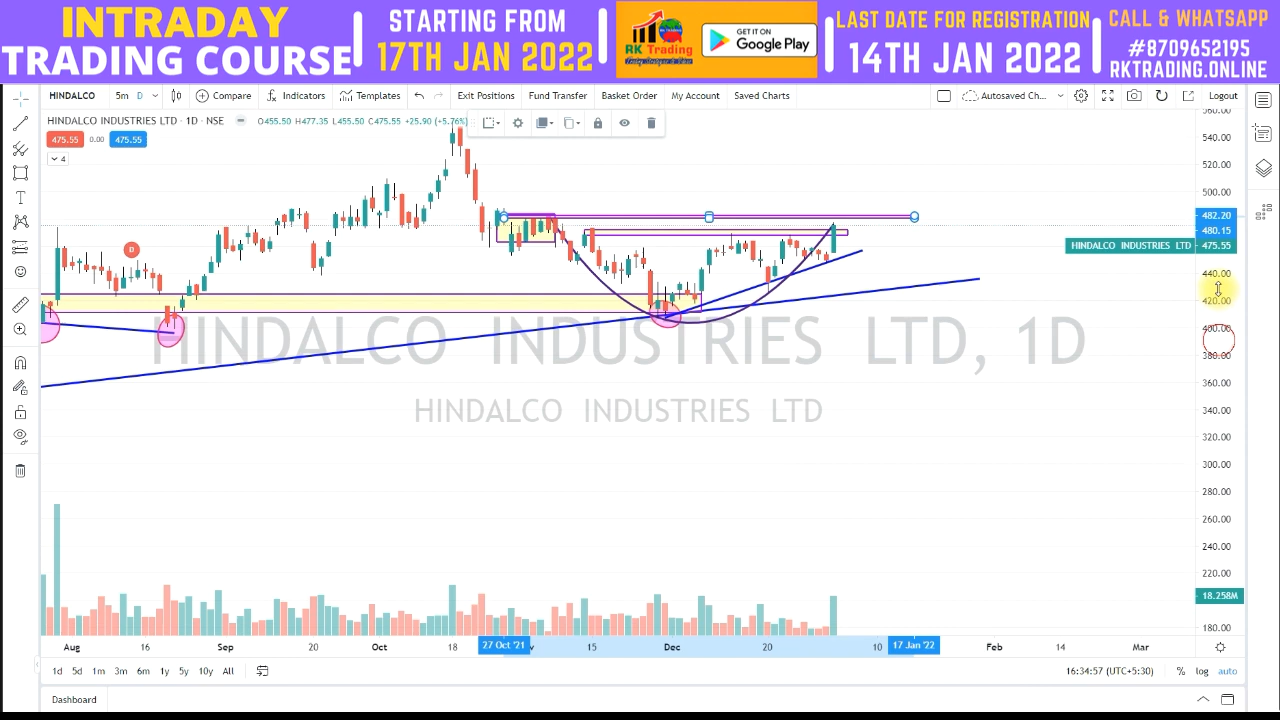 INTRADAY
TRADING COURSE
STARTING FROM
17TH JAN 2022
RK Trading
GET IT ON
Google Play
LAST DATE FOR REGISTRATION
14TH JAN 2022
CALL & WHATSAPP
#8709652195
RKTRADING.ONLINE
HINDALCO 5m D Compare Indicators Templates Exit Positions Fund Transfer Basket Order My Account Saved Charts Autosaved Ch... Logout
HINDALCO INDUSTRIES LTD · 1D · NSE O455.50 H477.35 L455.50 C475.55 +25.90 (+5.76%)
475.55 0.00 475.55
4
D
560.00
540.00
520.00
500.00
482.20
480.15
HINDALCO INDUSTRIES LTD 475.55
440.00
420.00
400.00
380.00
360.00
340.00
320.00
300.00
280.00
260.00
240.00
220.00
18.258M
180.00
HINDALCO INDUSTRIES LTD, 1D
HINDALCO INDUSTRIES LTD
Aug 16 Sep 20 Oct 18 27 Oct '21 v 15 Dec 20 10 17 Jan '22 Feb 14 Mar
1d 5d 1m 3m 6m 1y 5y 10y All 16:34:57 (UTC+5:30) % log auto
Dashboard